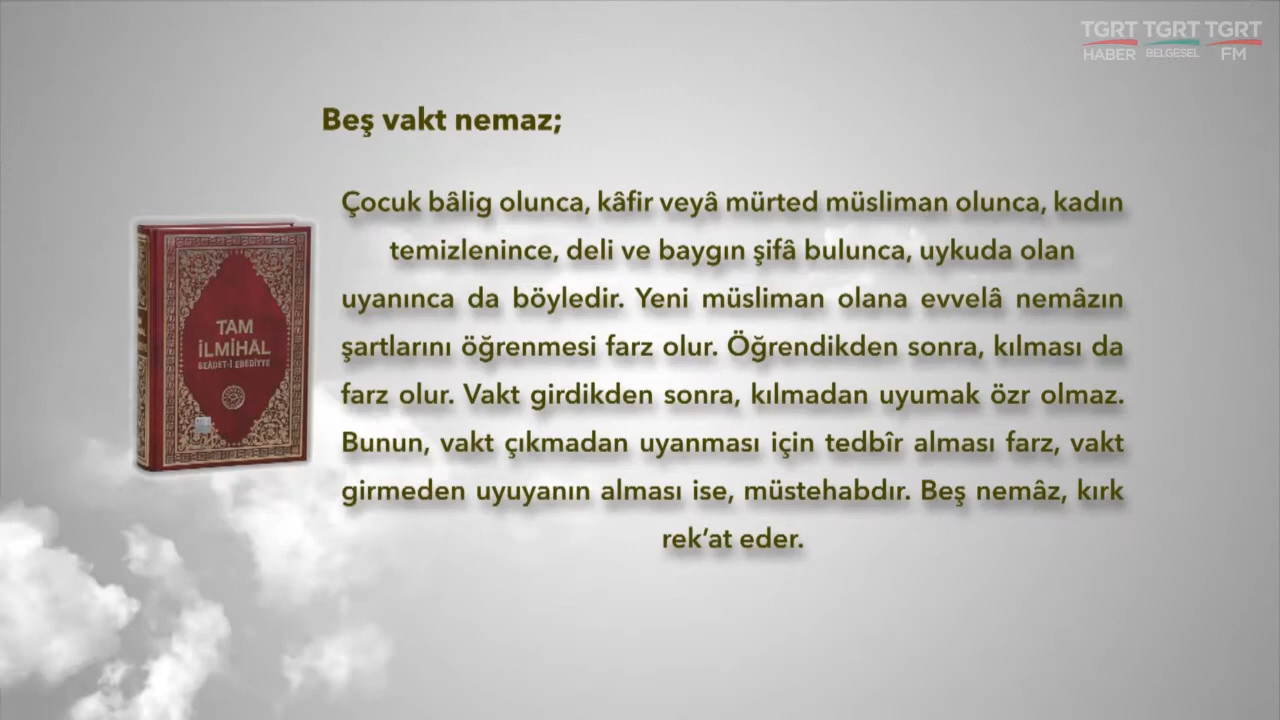 TGRT TGRT TGRT
HABER BELGESEL FM
Beş vakt nemaz;
Çocuk bâlig olunca, kâfir veyâ mürted müsliman olunca, kadın
temizlenince, deli ve baygın şifâ bulunca, uykuda olan
uyanınca da böyledir. Yeni müsliman olana evvelâ nemâzın
şartlarını öğrenmesi farz olur. Öğrendikden sonra, kılması da
farz olur. Vakt girdikden sonra, kılmadan uyumak özr olmaz.
Bunun, vakt çıkmadan uyanması için tedbîr alması farz, vakt
girmeden uyuyanın alması ise, müstehabdır. Beş nemâz, kırk
rek’at eder.
TAM
İLMİHÂL
SEÂDET-İ EBEDİYYE